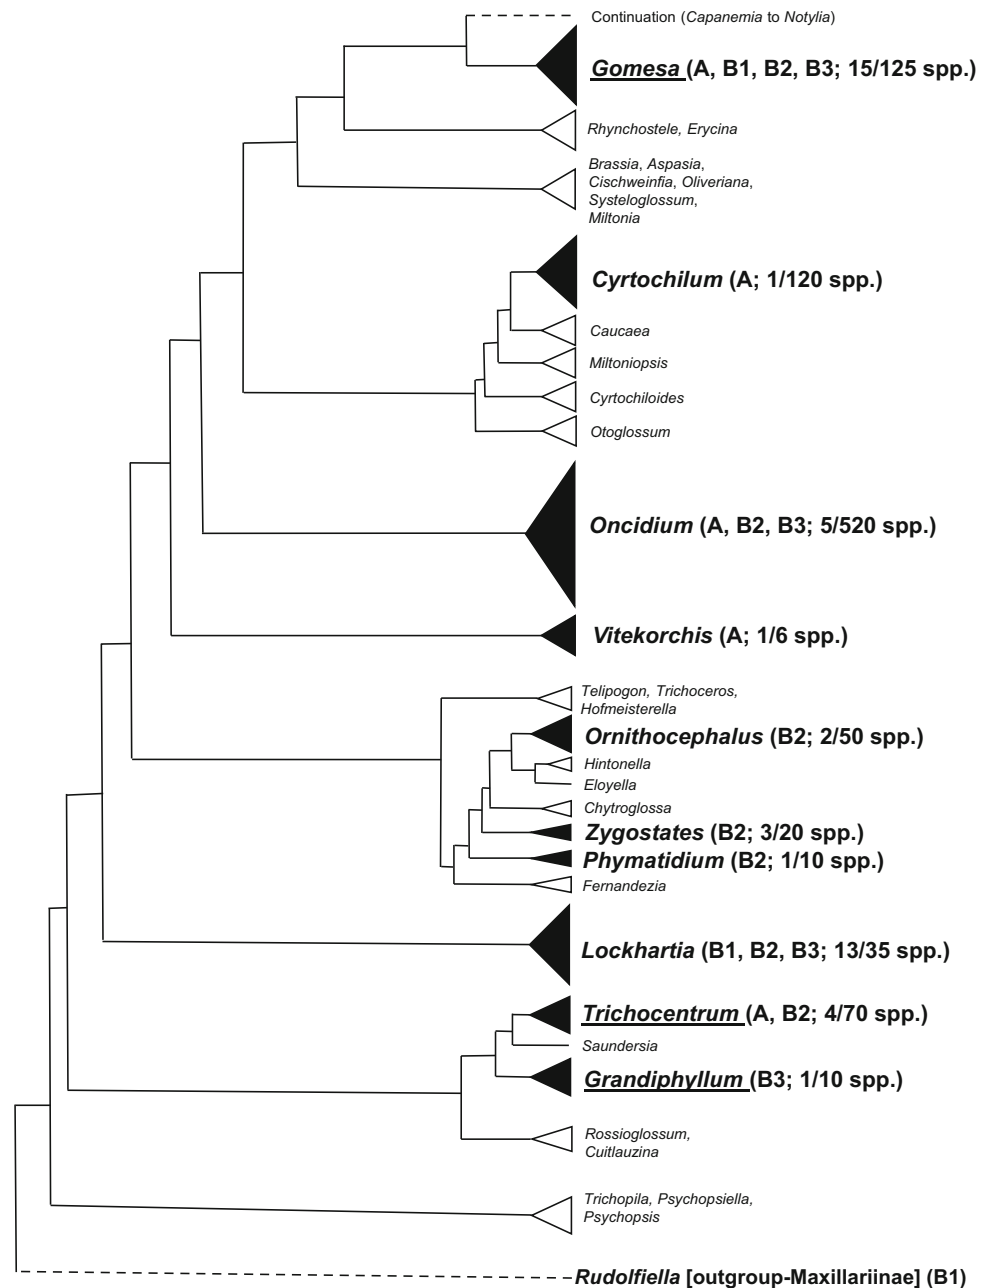 Continuation (Capanemia to Notylia)
Gomesa (A, B1, B2, B3; 15/125 spp.)
Rhynchostele, Erycina
Brassia, Aspasia,
Cischweinfia, Oliveriana,
Systeloglossum,
Miltonia
Cyrtochilum (A; 1/120 spp.)
Caucaea
Miltoniopsis
Cyrtochiloides
Otoglossum
Oncidium (A, B2, B3; 5/520 spp.)
Vitekorchis (A; 1/6 spp.)
Telipogon, Trichoceros,
Hofmeisterella
Ornithocephalus (B2; 2/50 spp.)
Hintonella
Eloyella
Chytroglossa
Zygostates (B2; 3/20 spp.)
Phymatidium (B2; 1/10 spp.)
Fernandezia
Lockhartia (B1, B2, B3; 13/35 spp.)
Trichocentrum (A, B2; 4/70 spp.)
Saundersia
Grandiphyllum (B3; 1/10 spp.)
Rossioglossum,
Cuitlauzina
Trichopila, Psychopsiella,
Psychopsis
Rudolfiella [outgroup-Maxillariinae] (B1)